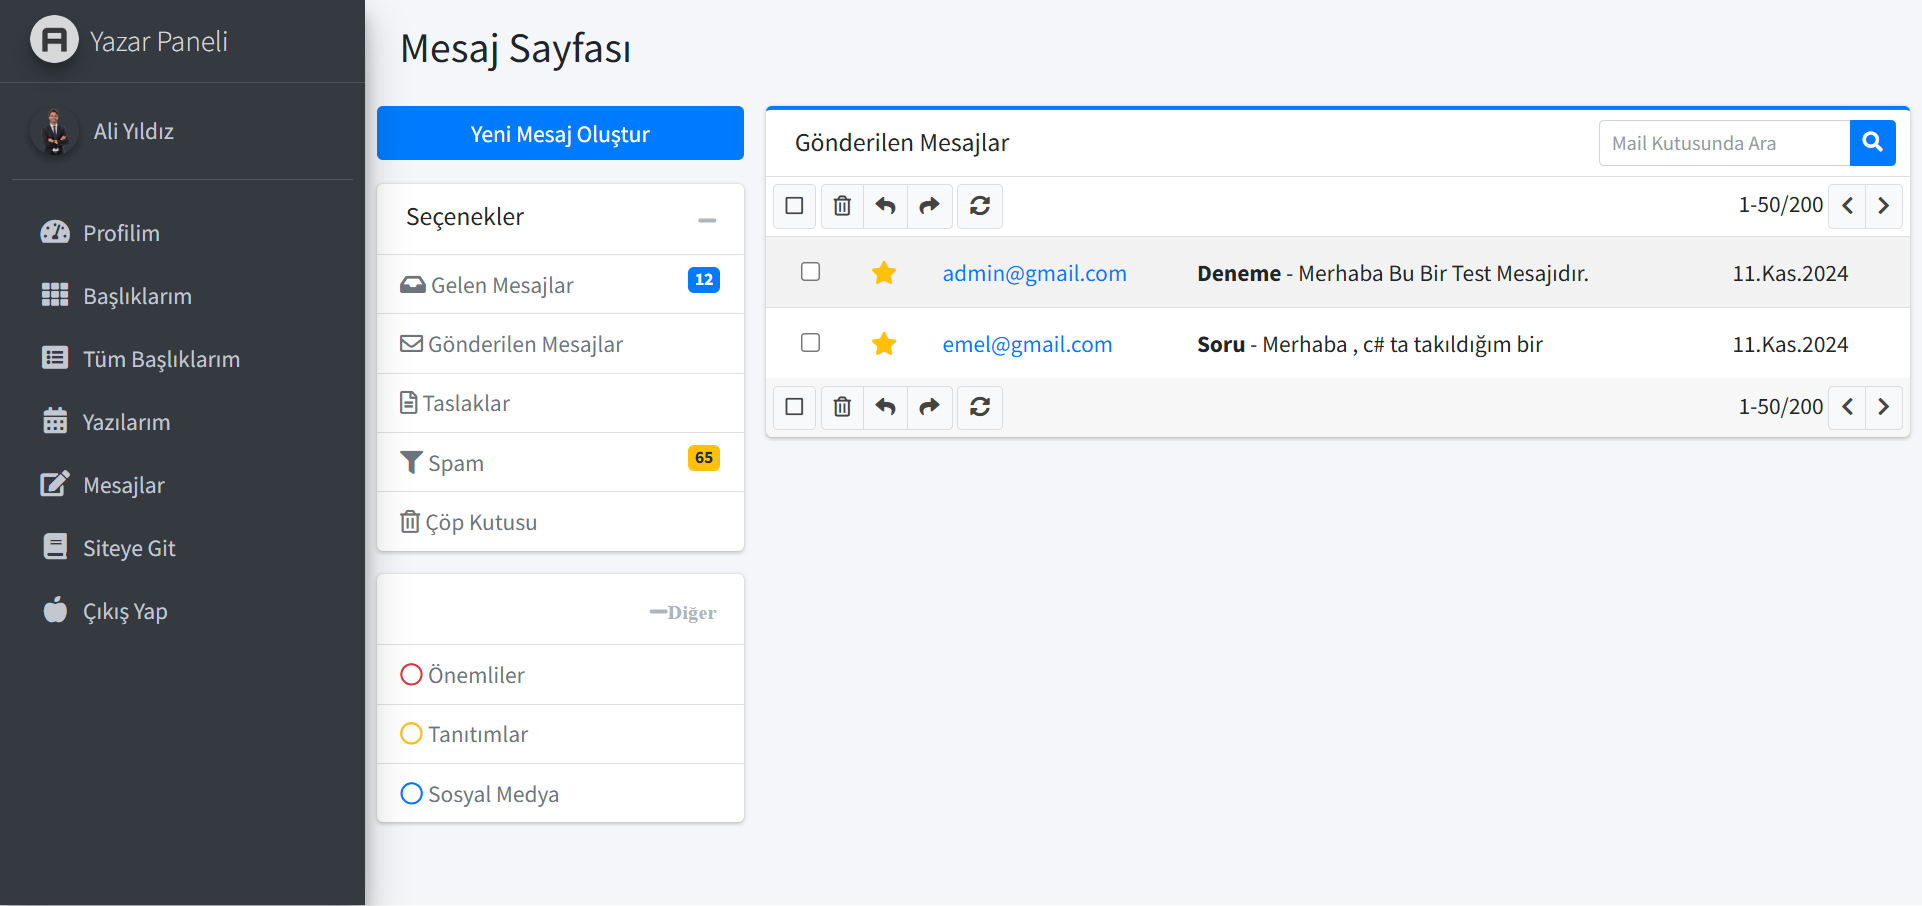 Yazar Paneli
Ali Yıldız
Profilim
Başlıklarım
Tüm Başlıklarım
Yazılarım
Mesajlar
Siteye Git
Çıkış Yap
Mesaj Sayfası
Yeni Mesaj Oluştur
Seçenekler
Gelen Mesajlar 12
Gönderilen Mesajlar
Taslaklar
Spam 65
Çöp Kutusu
Diğer
Önemliler
Tanıtımlar
Sosyal Medya
Gönderilen Mesajlar
Mail Kutusunda Ara
1-50/200
admin@gmail.com Deneme - Merhaba Bu Bir Test Mesajıdır. 11.Kas.2024
emel@gmail.com Soru - Merhaba , c# ta takıldığım bir 11.Kas.2024
1-50/200